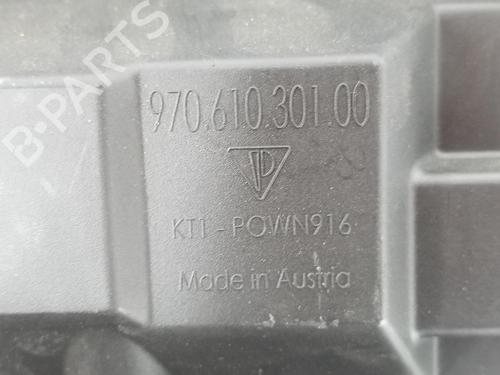 B-PARTS
970.610.301.00
KT1 - POWN916
Made in Austria